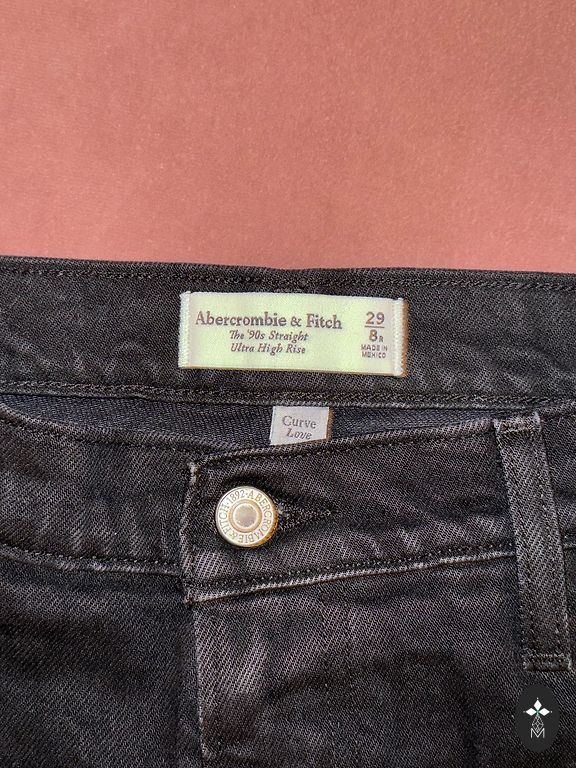 Abercrombie & Fitch
The '90s Straight
Ultra High Rise
29
8R
MADE IN
MEXICO
Curve
Love
1892·ABERCROMBIE&FITCH·
M